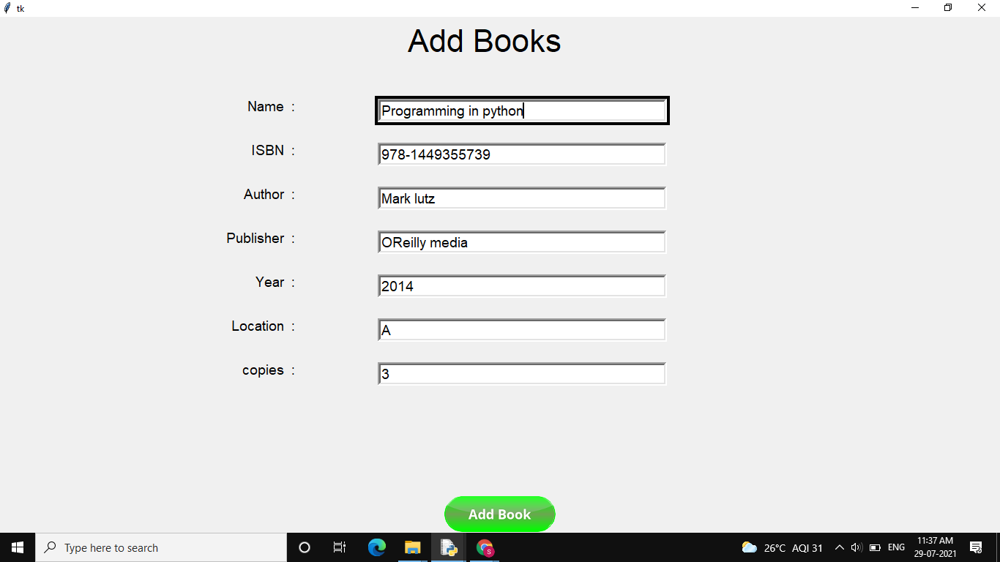 tk
Add Books
Name :
Programming in python
ISBN :
978-1449355739
Author :
Mark lutz
Publisher :
OReilly media
Year :
2014
Location :
A
copies :
3
Add Book
Type here to search
S
26°C AQI 31
ENG
11:37 AM
29-07-2021